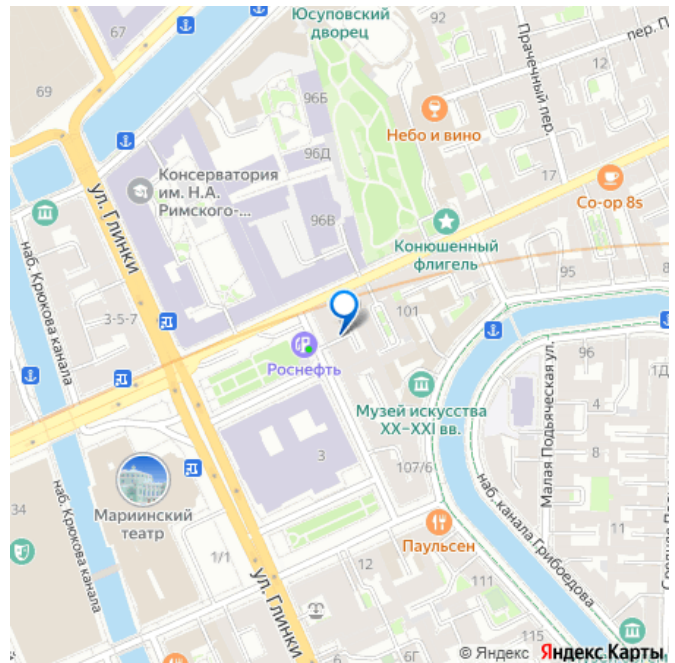 Юсуповский
дворец
92
67
пер. П
12
69
96Б
Прачечный пер.
Небо и вино
96Д
17
Консерватория
им. Н.А.
Римского-...
Co-op 8s
96В
ул. Глинки
Конюшенный
флигель
95
8
наб. Крюкова канала
3-5-7
101
Роснефть
96
1Д
Музей искусства
XX–XXI вв.
Малая Подьяческая ул.
4
8
3
107/6
34
наб. Крюкова канала
Мариинский
театр
наб. канала Грибоедова
11
Паульсен
1/1
12
ул. Глинки
111
115
© Яндекс Яндекс Карты